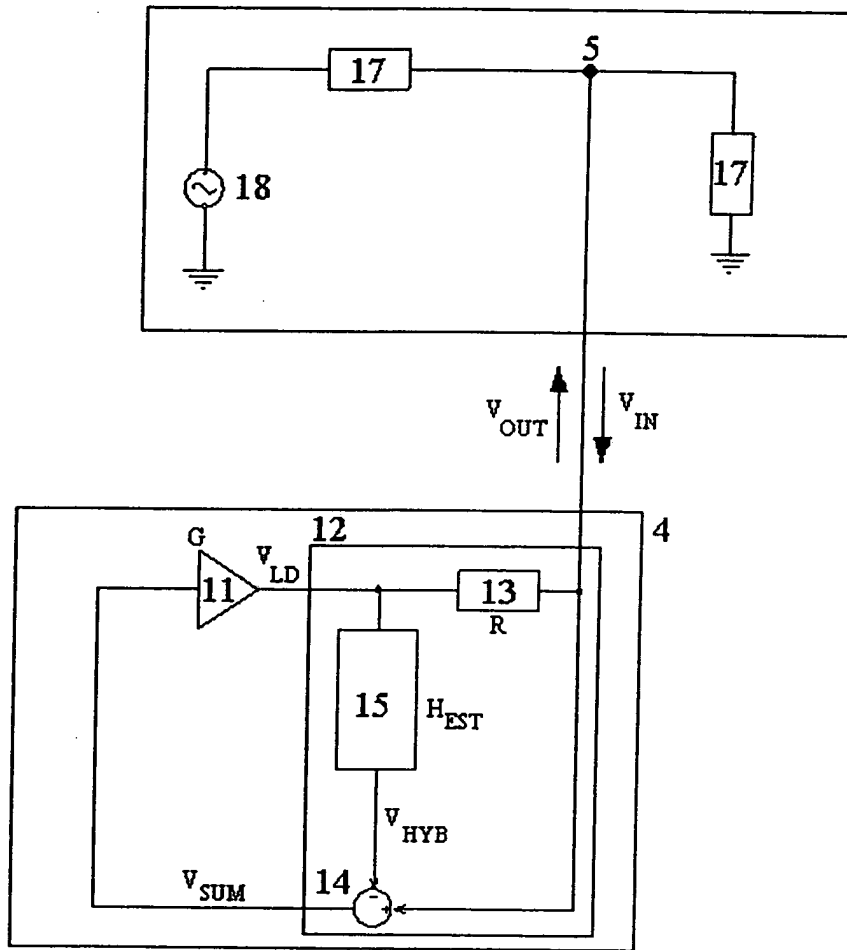 5
17
17
18
V OUT
V IN
12
4
G
V LD
11
13
R
15
H EST
V HYB
14
V SUM
- +